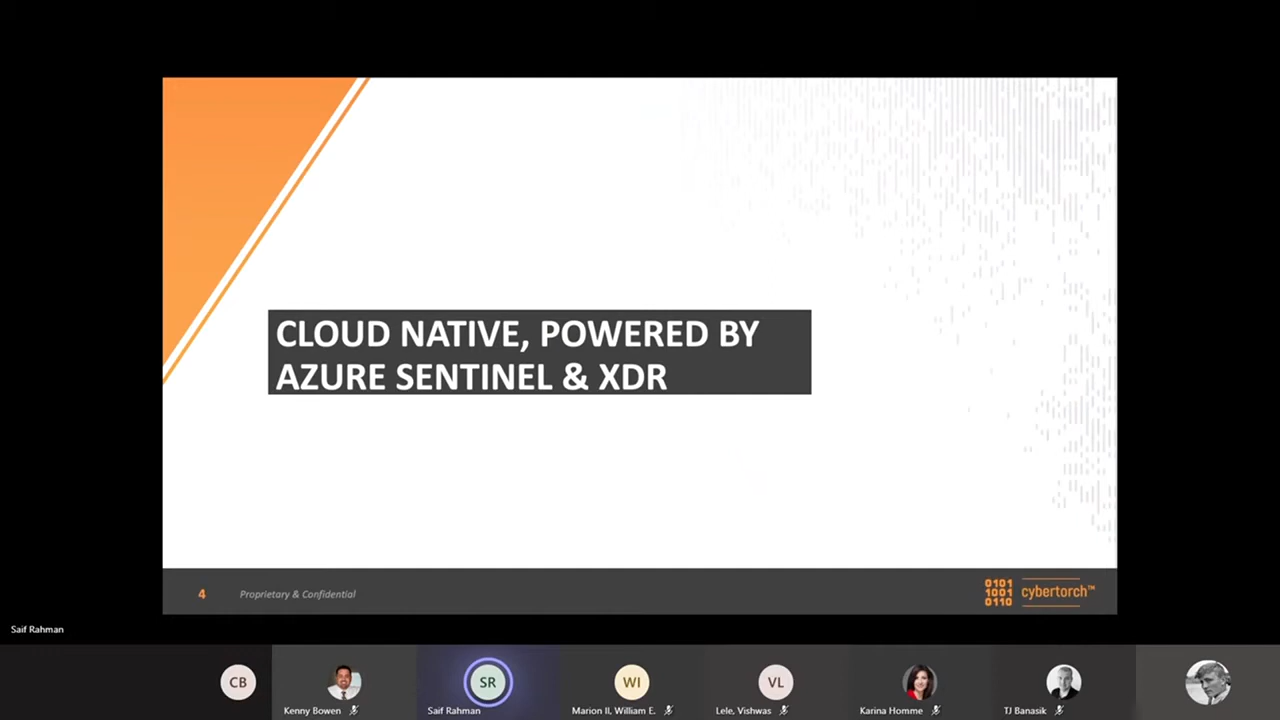 CLOUD NATIVE, POWERED BY
AZURE SENTINEL & XDR
4
Proprietary & Confidential
0101
1001
0110
cybertorch™
Saif Rahman
CB
Kenny Bowen
SR
Saif Rahman
WI
Marion II, William E.
VL
Lele, Vishwas
Karina Homme
TJ Banasik